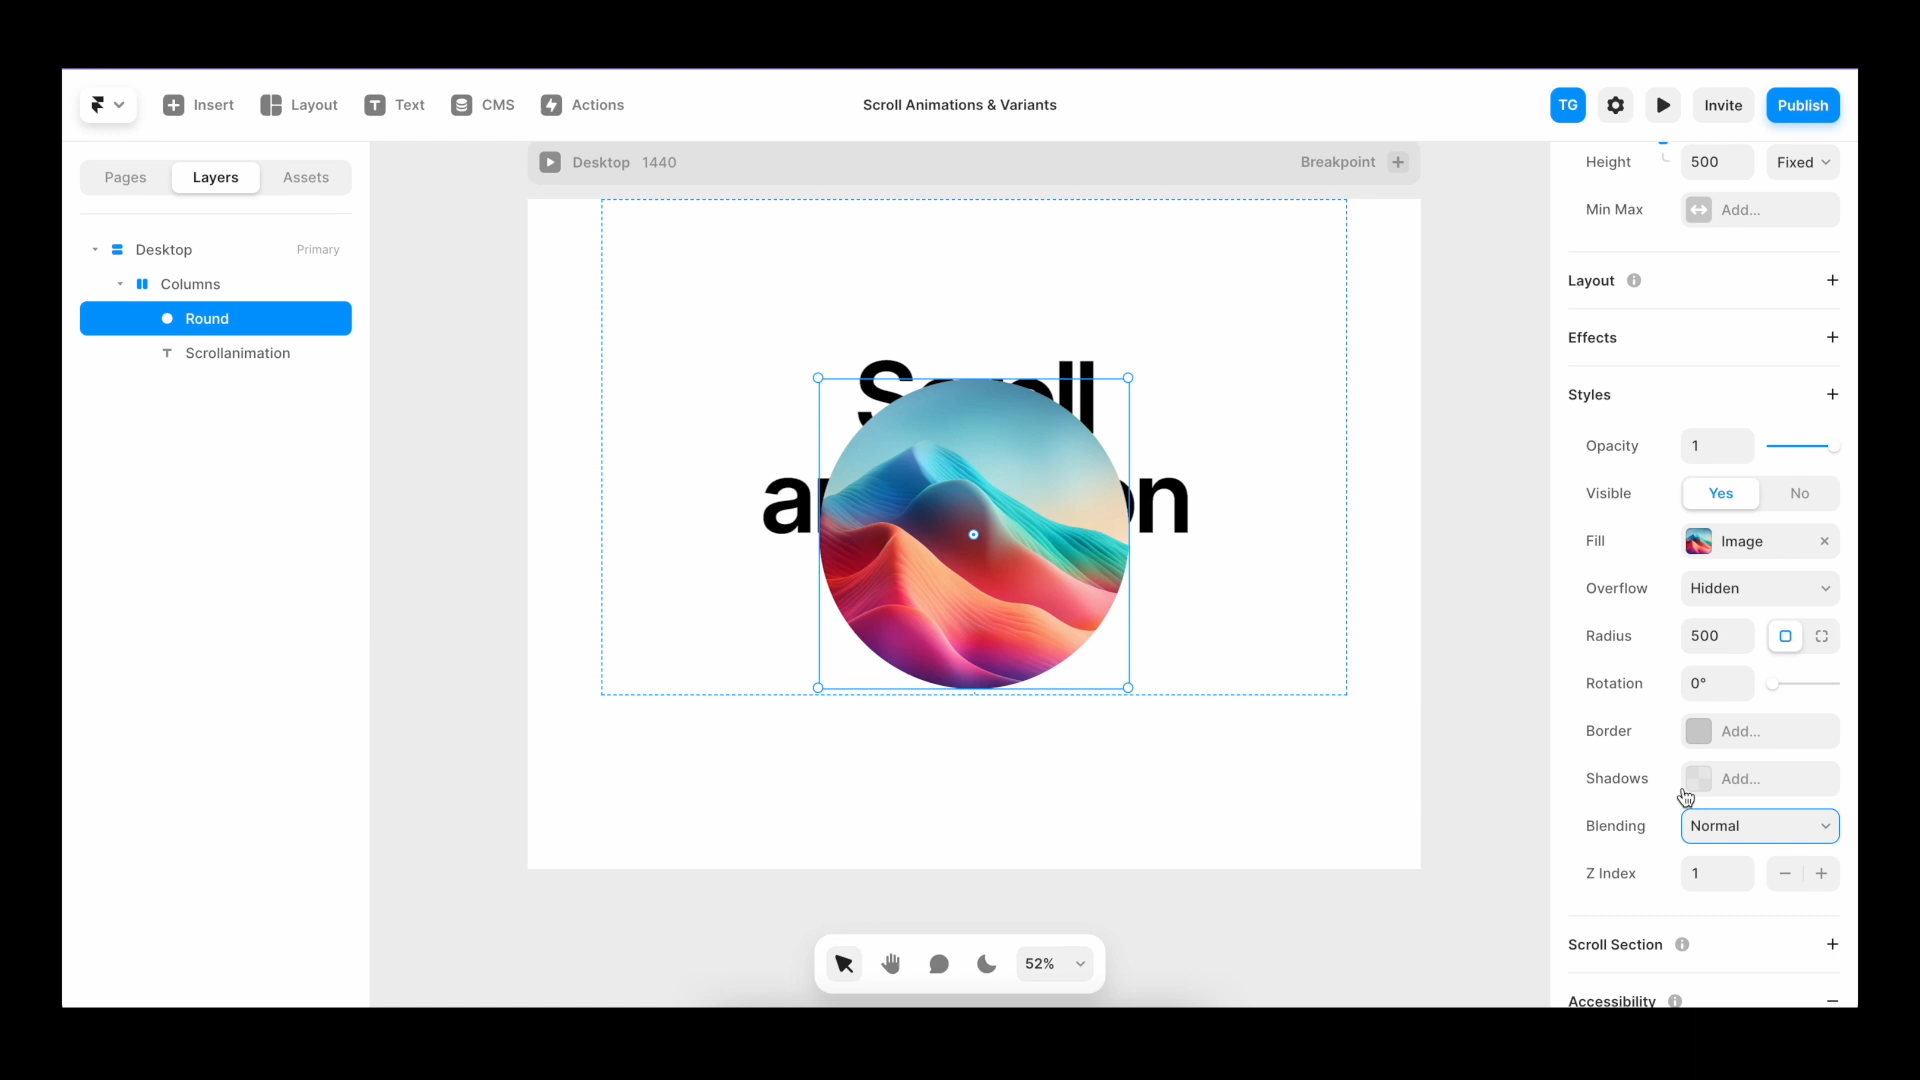 Insert
Layout
Text
CMS
Actions
Scroll Animations & Variants
TG
Invite
Publish
Pages
Layers
Assets
Desktop
Primary
Columns
Round
Scrollanimation
Desktop 1440
Breakpoint
52%
Height
500
Fixed
Min Max
Add...
Layout
Effects
Styles
Opacity
1
Visible
Yes
No
Fill
Image
Overflow
Hidden
Radius
500
Rotation
0°
Border
Add...
Shadows
Add...
Blending
Normal
Z Index
1
Scroll Section
Accessibility